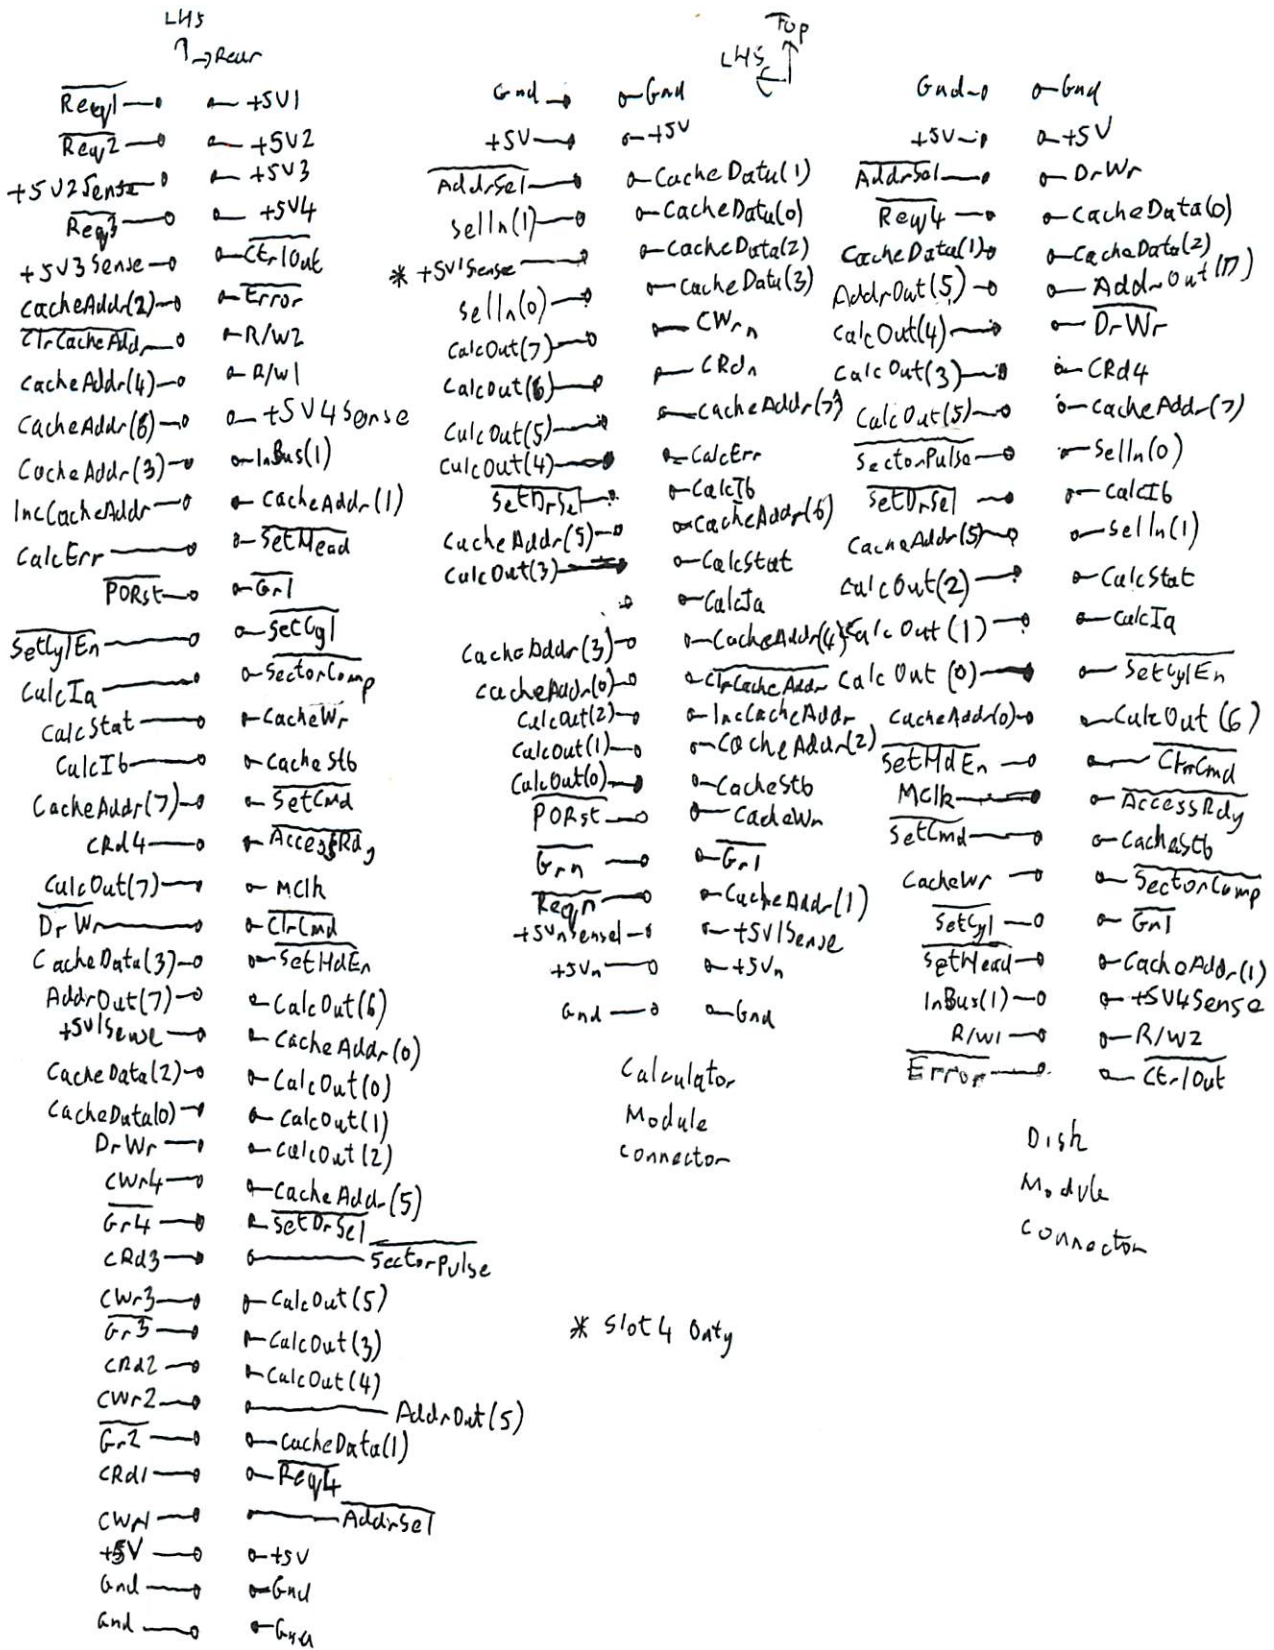 LHS
→Rear
Req1 +5V1
Req2 +5V2
+5V2Sense +5V3
Req3 +5V4
+5V3Sense CtrlOut
CacheAddr(2) Error
ClrCacheAddr R/W2
CacheAddr(4) R/W1
CacheAddr(6) +5V4Sense
CacheAddr(3) InBus(1)
IncCacheAddr CacheAddr(1)
CalcErr SetHead
PORst Gr1
SetCylEn SetCyl
CalcIa SectorComp
CalcStat CacheWr
CalcIb CacheStb
CacheAddr(7) SetCmd
CRd4 AccessRdy
CalcOut(7) MClk
DrWr ClrCmd
CacheData(3) SetHdEn
AddrOut(7) CalcOut(6)
+5V1Sense CacheAddr(0)
CacheData(2) CalcOut(0)
CacheData(0) CalcOut(1)
DrWr CalcOut(2)
CWr4 CacheAddr(5)
Gr4 SetDrSel
CRd3 SectorPulse
CWr3 CalcOut(5)
Gr3 CalcOut(3)
CRd2 CalcOut(4)
CWr2 AddrOut(5)
Gr2 CacheData(1)
CRd1 Req4
CWr1 AddrSel
+5V +5V
Gnd Gnd
Gnd Gnd
Top
LHS
Gnd Gnd
+5V +5V
AddrSel CacheData(1)
SelIn(1) CacheData(0)
* +5V1Sense CacheData(2)
SelIn(0) CacheData(3)
CalcOut(7) CWrn
CalcOut(6) CRdn
CalcOut(5) CacheAddr(7)
CalcOut(4) CalcErr
SetDrSel CalcIb
CacheAddr(5) CacheAddr(6)
CalcOut(3) CalcStat
CalcIa
CacheAddr(3) CacheAddr(4)
CacheAddr(0) ClrCacheAddr
CalcOut(2) IncCacheAddr
CalcOut(1) CacheAddr(2)
CalcOut(0) CacheStb
PORst CacheWr
Grn Gr1
Reqn CacheAddr(1)
+5Vnsense1 +5V1Sense
+5Vn +5Vn
Gnd Gnd
Calculator
Module
Connector
* Slot 4 Only
Gnd Gnd
+5V +5V
AddrSel DrWr
Req4 CacheData(0)
CacheData(1) CacheData(2)
AddrOut(5) AddrOut(7)
CalcOut(4) DrWr
CalcOut(3) CRd4
CalcOut(5) CacheAddr(7)
SectorPulse SelIn(0)
SetDrSel CalcIb
CacheAddr(5) SelIn(1)
CalcOut(2) CalcStat
CalcOut(1) CalcIa
CalcOut(0) SetCylEn
CacheAddr(0) CalcOut(6)
SetHdEn ClrCmd
MClk AccessRdy
SetCmd CacheStb
CacheWr SectorComp
SetCyl Gr1
SetHead CacheAddr(1)
InBus(1) +5V4Sense
R/W1 R/W2
Error CtrlOut
Disk
Module
Connector